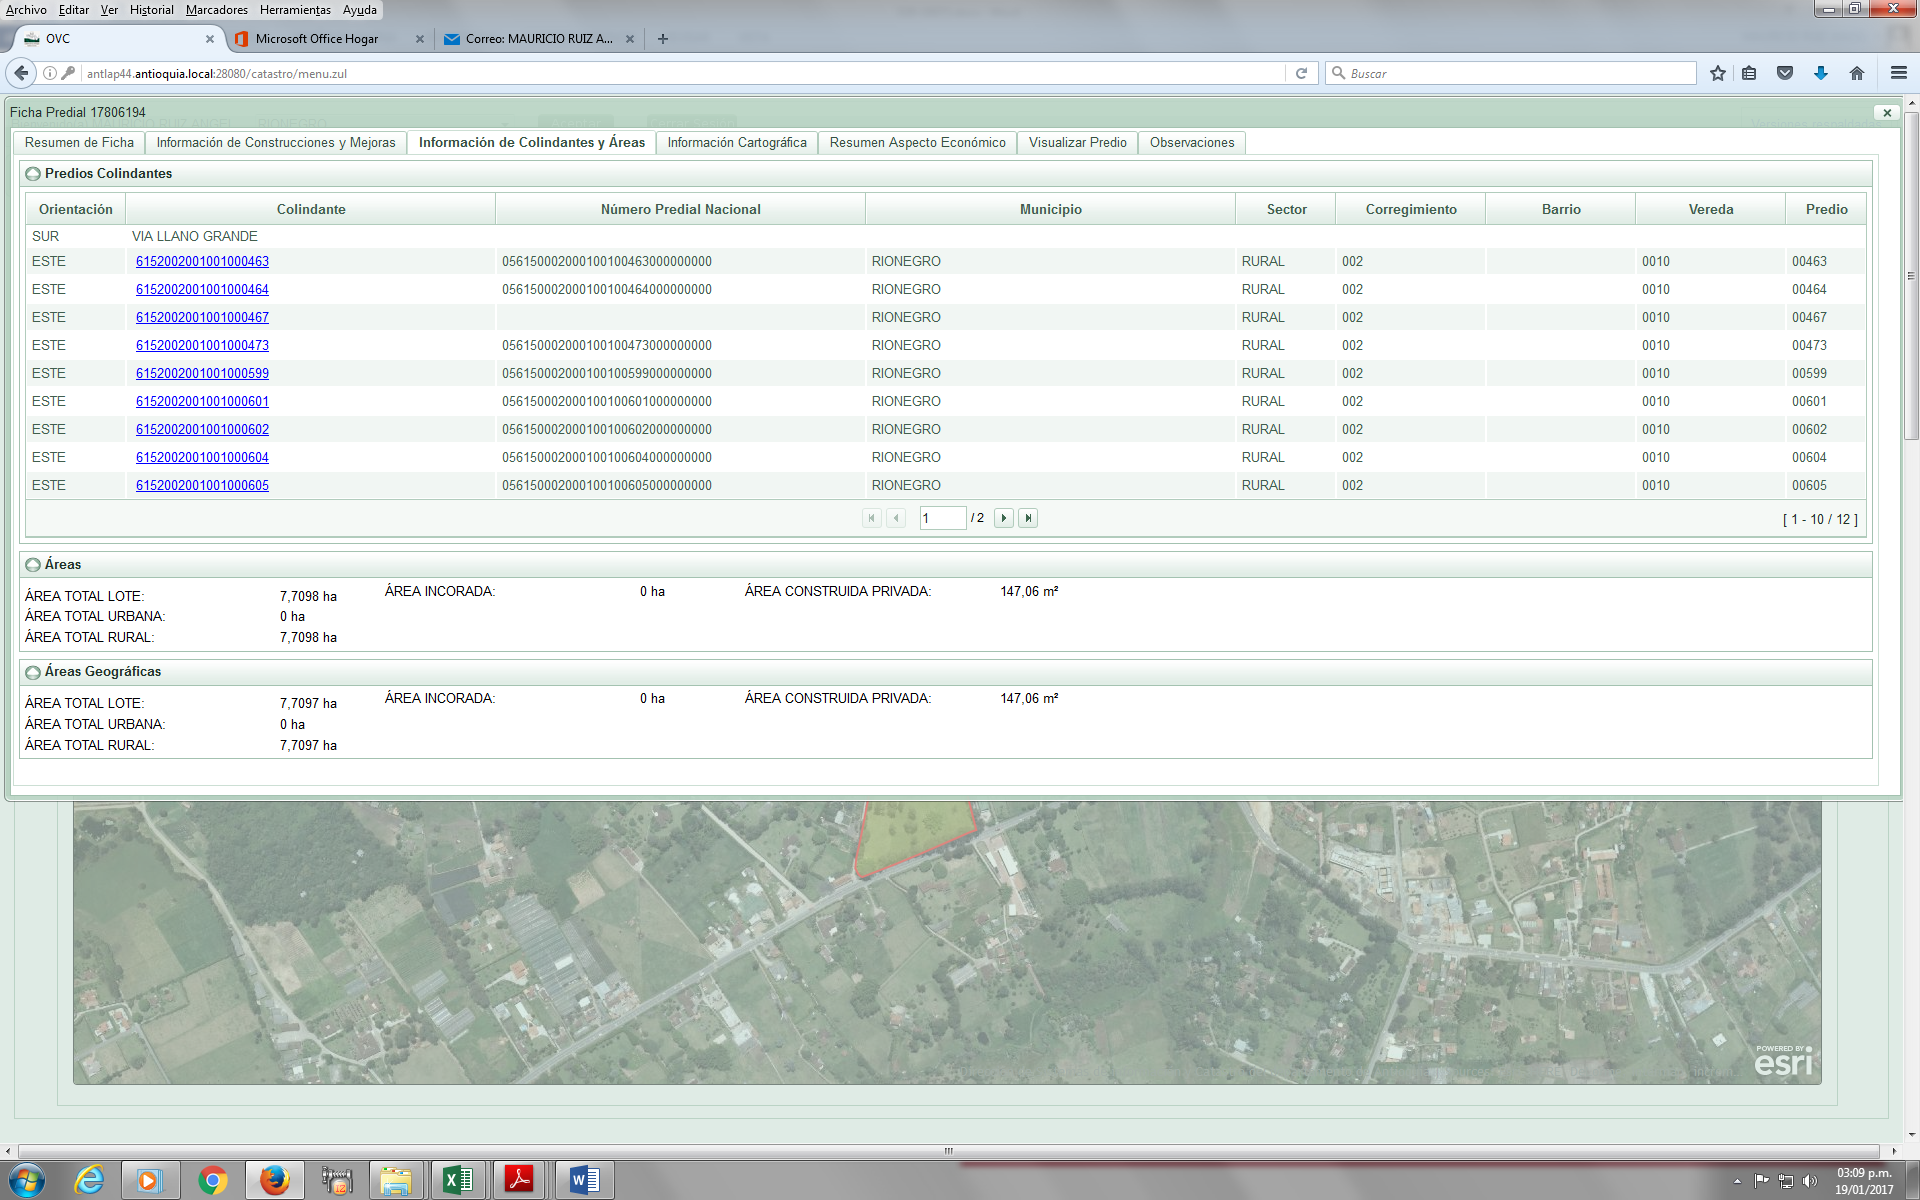 Archivo Editar Ver Historial Marcadores Herramientas Ayuda
OVC Microsoft Office Hogar Correo: MAURICIO RUIZ A...
antlap44.antioquia.local:28080/catastro/menu.zul Buscar
Ficha Predial 17806194
Resumen de Ficha Información de Construcciones y Mejoras Información de Colindantes y Áreas Información Cartográfica Resumen Aspecto Económico Visualizar Predio Observaciones
Predios Colindantes
Orientación Colindante Número Predial Nacional Municipio Sector Corregimiento Barrio Vereda Predio
SUR VIA LLANO GRANDE
ESTE 6152002001001000463 056150002000100100463000000000 RIONEGRO RURAL 002 0010 00463
ESTE 6152002001001000464 056150002000100100464000000000 RIONEGRO RURAL 002 0010 00464
ESTE 6152002001001000467 RIONEGRO RURAL 002 0010 00467
ESTE 6152002001001000473 056150002000100100473000000000 RIONEGRO RURAL 002 0010 00473
ESTE 6152002001001000599 056150002000100100599000000000 RIONEGRO RURAL 002 0010 00599
ESTE 6152002001001000601 056150002000100100601000000000 RIONEGRO RURAL 002 0010 00601
ESTE 6152002001001000602 056150002000100100602000000000 RIONEGRO RURAL 002 0010 00602
ESTE 6152002001001000604 056150002000100100604000000000 RIONEGRO RURAL 002 0010 00604
ESTE 6152002001001000605 056150002000100100605000000000 RIONEGRO RURAL 002 0010 00605
1 / 2 [ 1 - 10 / 12 ]
Áreas
ÁREA TOTAL LOTE: 7,7098 ha ÁREA INCORADA: 0 ha ÁREA CONSTRUIDA PRIVADA: 147,06 m²
ÁREA TOTAL URBANA: 0 ha
ÁREA TOTAL RURAL: 7,7098 ha
Áreas Geográficas
ÁREA TOTAL LOTE: 7,7097 ha ÁREA INCORADA: 0 ha ÁREA CONSTRUIDA PRIVADA: 147,06 m²
ÁREA TOTAL URBANA: 0 ha
ÁREA TOTAL RURAL: 7,7097 ha
POWERED BY
esri
03:09 p.m.
19/01/2017